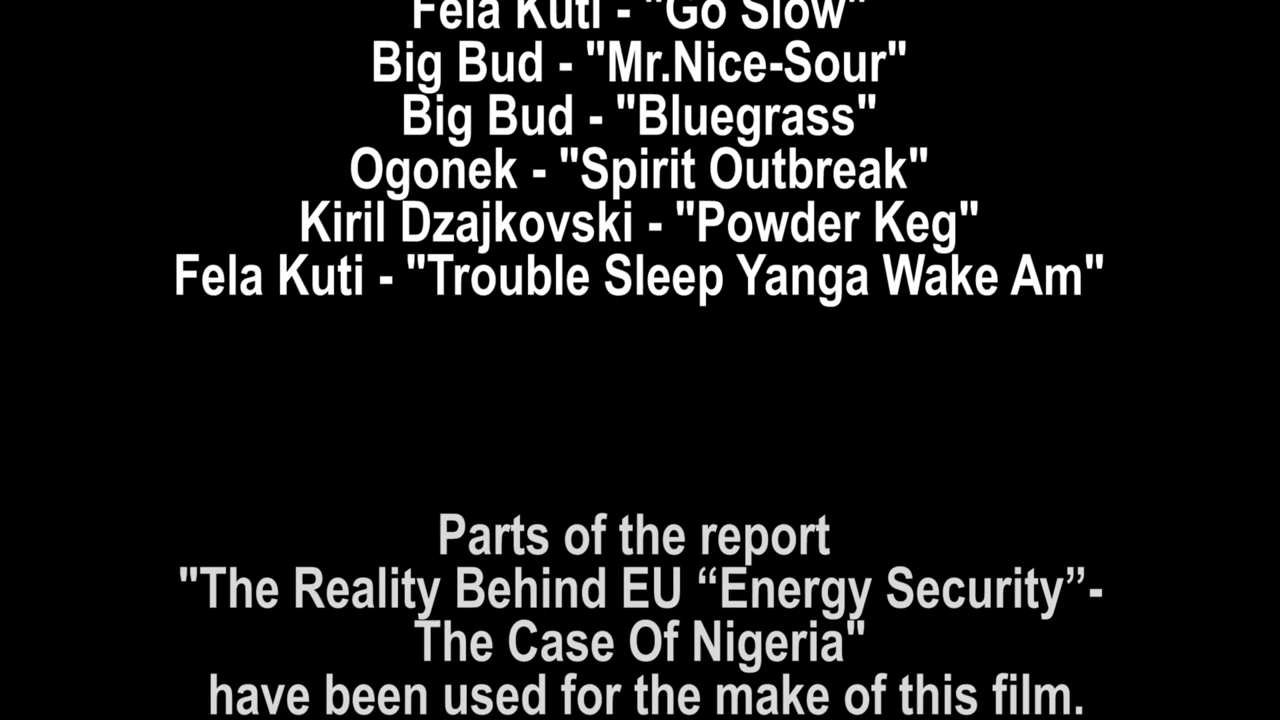 Fela Kuti - "Go Slow"
Big Bud - "Mr.Nice-Sour"
Big Bud - "Bluegrass"
Ogonek - "Spirit Outbreak"
Kiril Dzajkovski - "Powder Keg"
Fela Kuti - "Trouble Sleep Yanga Wake Am"
Parts of the report
"The Reality Behind EU “Energy Security”-
The Case Of Nigeria"
have been used for the make of this film.